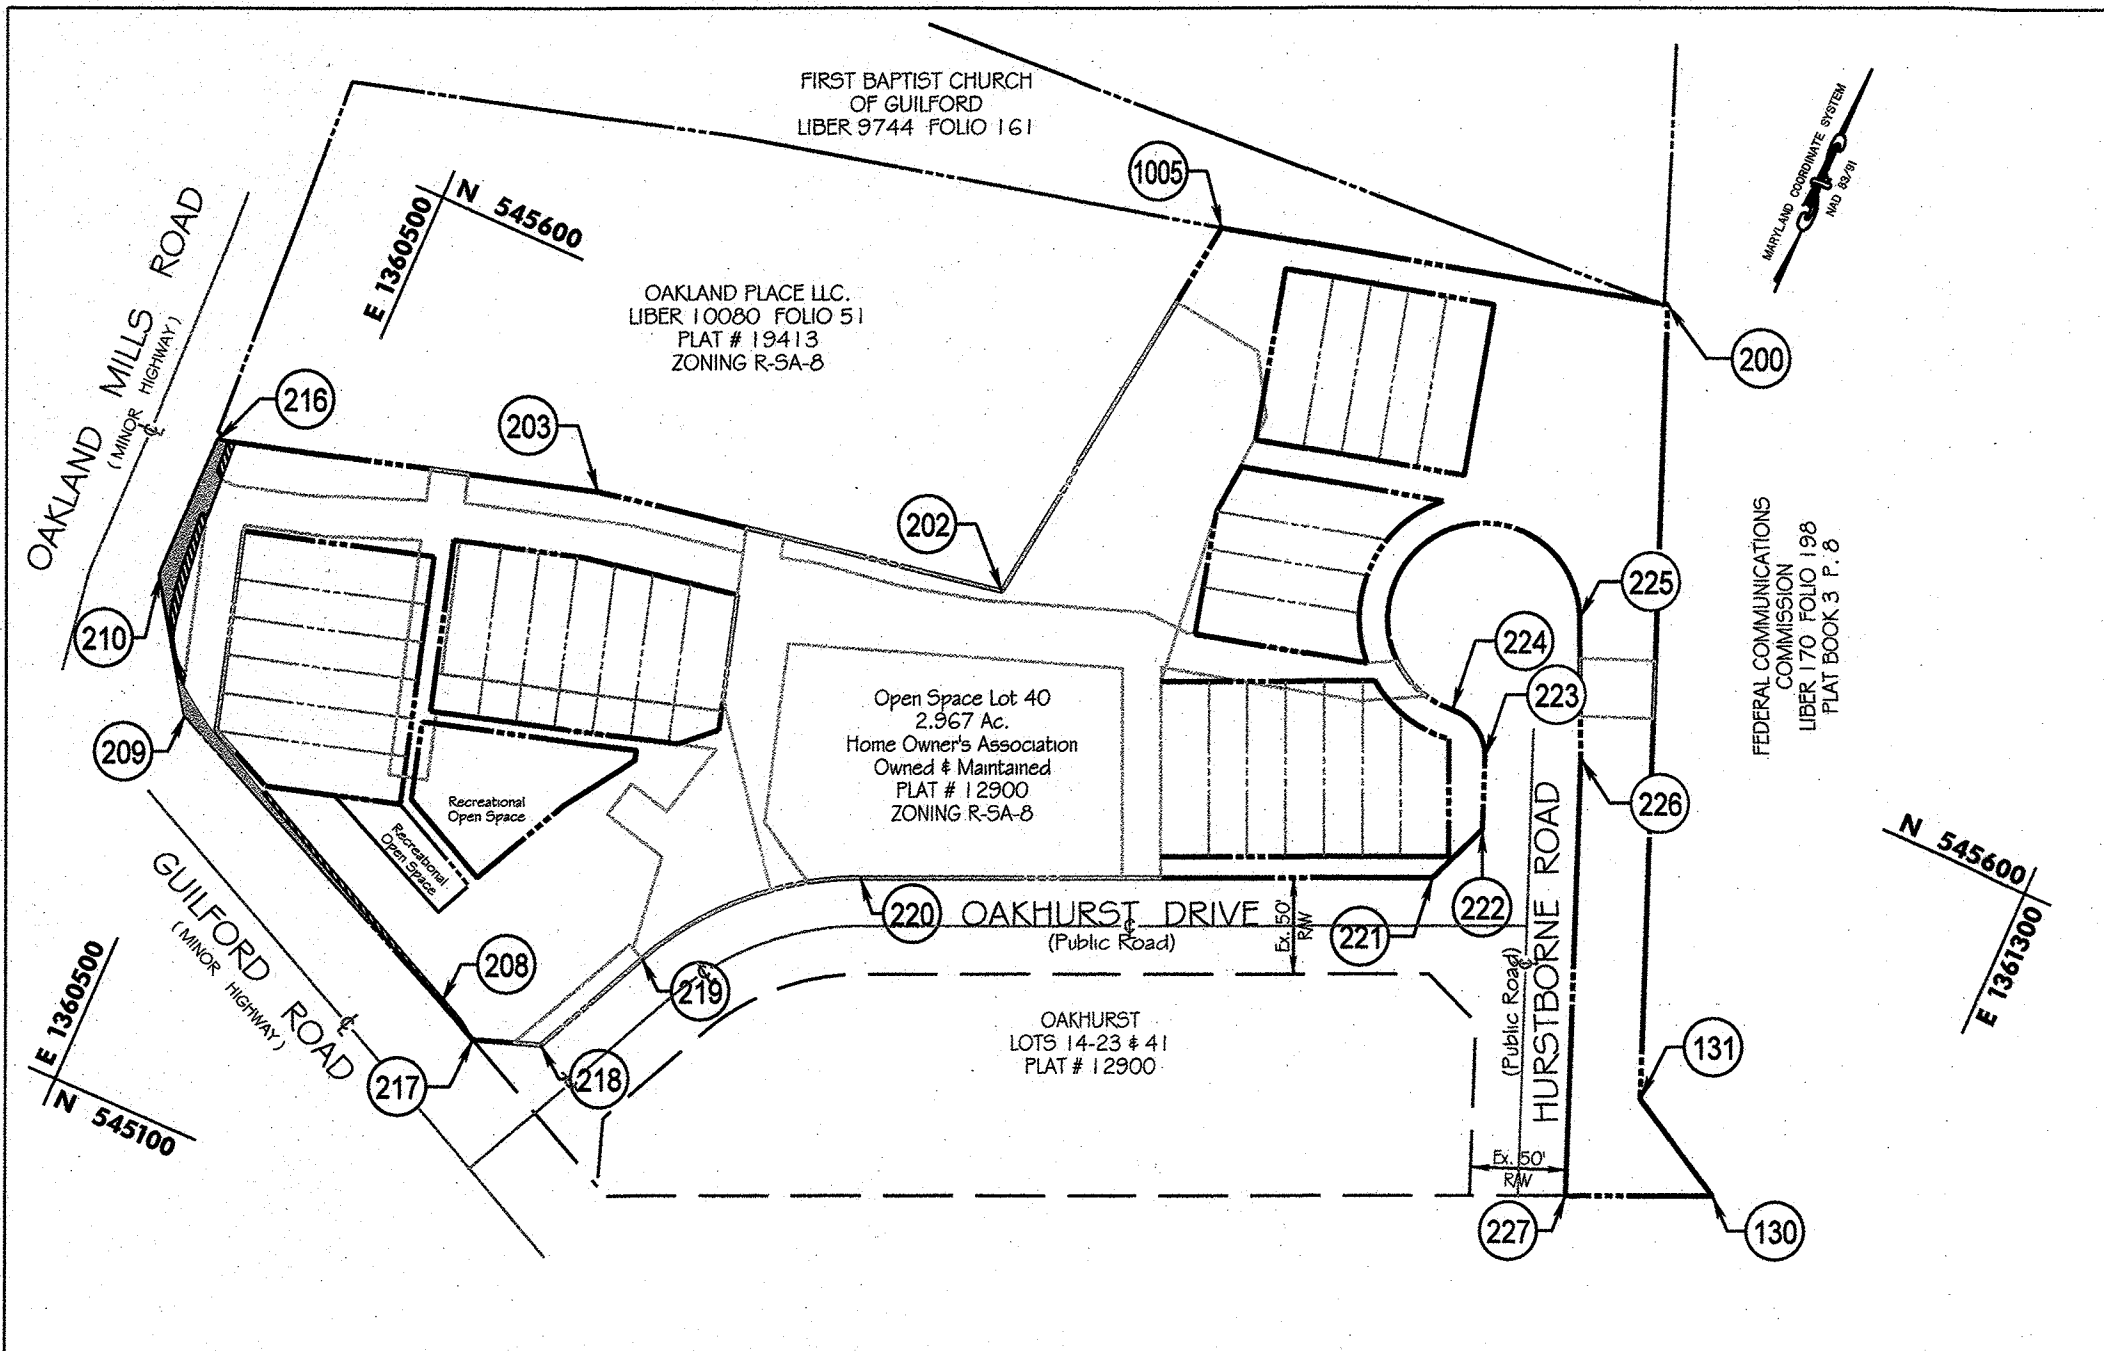 FIRST BAPTIST CHURCH
OF GUILFORD
LIBER 9744 FOLIO 161
MARYLAND COORDINATE SYSTEM
NAD 83/91
1005
N 545600
E 1360500
OAKLAND PLACE LLC.
LIBER 10080 FOLIO 51
PLAT # 19413
ZONING R-SA-8
OAKLAND MILLS ROAD
(MINOR HIGHWAY)
200
216
203
202
210
209
225
224
223
226
FEDERAL COMMUNICATIONS
COMMISSION
LIBER 170 FOLIO 198
PLAT BOOK 3 P. 8
Open Space Lot 40
2.967 Ac.
Home Owner's Association
Owned & Maintained
PLAT # 12900
ZONING R-SA-8
Recreational
Open Space
Recreational
Open Space
GUILFORD ROAD
(MINOR HIGHWAY)
N 545600
E 1361300
220
OAKHURST DRIVE
(Public Road)
Ex. 50'
R/W
221
222
HURSTBORNE ROAD
(Public Road)
208
219
E 1360500
N 545100
217
218
OAKHURST
LOTS 14-23 & 41
PLAT # 12900
131
Ex. 50'
R/W
227
130